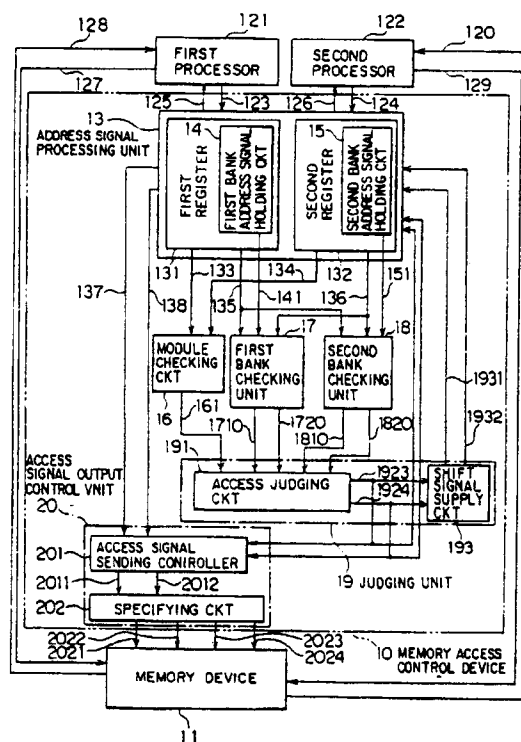 121
122
128
FIRST
PROCESSOR
SECOND
PROCESSOR
120
127
129
125
123
126
124
13
ADDRESS SIGNAL
PROCESSING UNIT
14
15
FIRST
REGISTER
FIRST BANK
ADDRESS SIGNAL
HOLDING CKT
SECOND
REGISTER
SECOND BANK
ADDRESS SIGNAL
HOLDING CKT
131
133
134
132
151
137
138
135
141
136
17
18
MODULE
CHECKING
CKT
FIRST
BANK
CHECKING
UNIT
SECOND
BANK
CHECKING
UNIT
1931
1932
16
161
1710
1720
1810
1820
191
ACCESS
SIGNAL OUTPUT
CONTROL VNIT
20
ACCESS JUDGING
CKT
1923
1924
SHIFT
SIGNAL
SUPPLY
CKT
193
201
ACCESS SIGNAL
SENDING CONROLLER
19 JUDGING UNIT
2011
2012
202
SPECIFYING CKT
2022
2021
2023
2024
10 MEMORY ACCESS
CONTROL DEVICE
MEMORY DEVICE
11